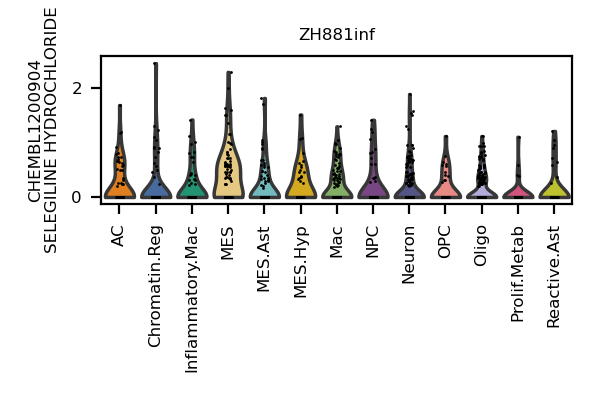 ZH881inf
CHEMBL1200904
SELEGILINE HYDROCHLORIDE
2
0
AC
Chromatin.Reg
Inflammatory.Mac
MES
MES.Ast
MES.Hyp
Mac
NPC
Neuron
OPC
Oligo
Prolif.Metab
Reactive.Ast